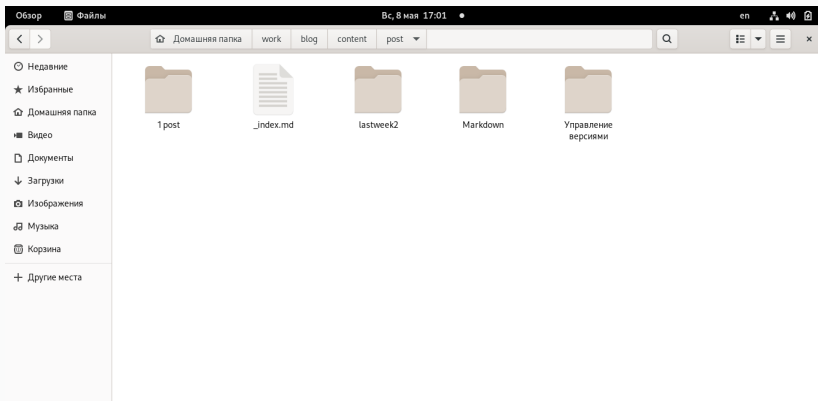 Обзор Файлы Вс, 8 мая 17:01 en
Домашняя папка work blog content post
Недавние
Избранные
Домашняя папка
Видео
Документы
Загрузки
Изображения
Музыка
Корзина
Другие места
1 post _index.md lastweek2 Markdown Управление
версиями